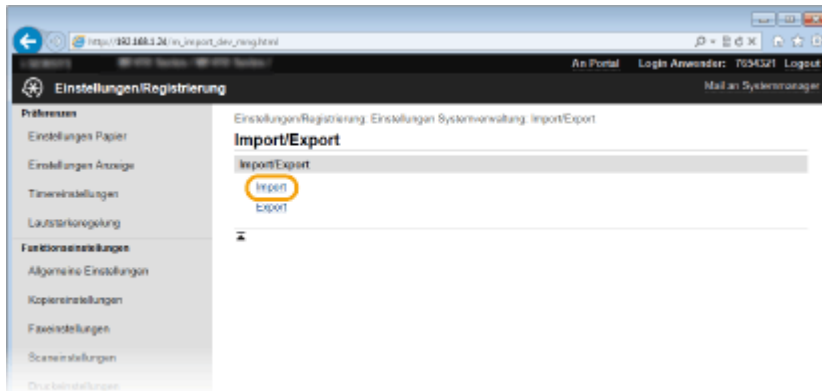 http://192.168.1.24/m_import_dev_mng.html
An Portal Login Anwender: 7654321 Logout
Einstellungen/Registrierung
Mail an Systemmanager
Präferenzen
Einstellungen Papier
Einstellungen Anzeige
Timereinstellungen
Lautstärkeregelung
Funktionseinstellungen
Allgemeine Einstellungen
Kopiereinstellungen
Faxeinstellungen
Scaneinstellungen
Druckeinstellungen
Einstellungen/Registrierung: Einstellungen Systemverwaltung: Import/Export
Import/Export
Import/Export
Import
Export